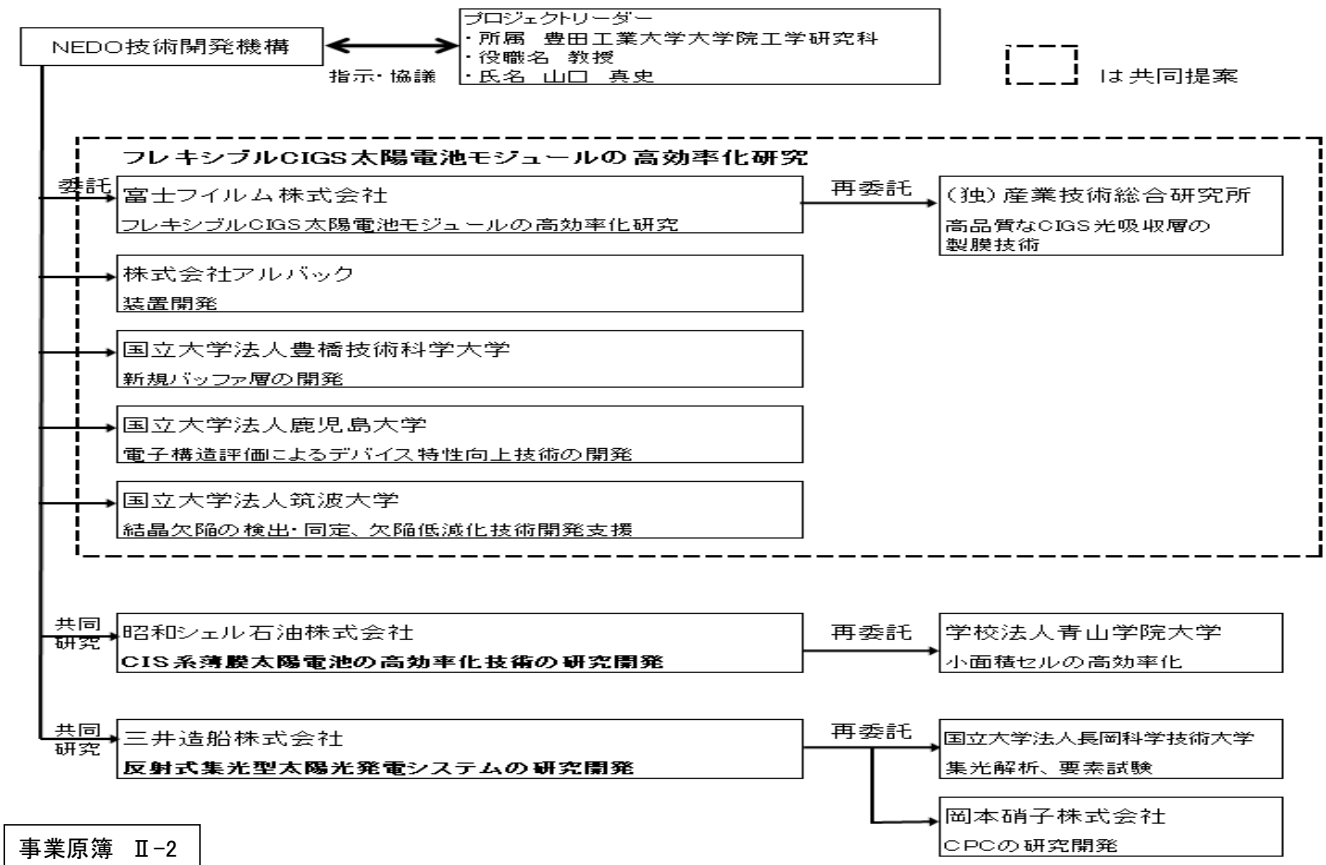 NEDO技術開発機構
指示・協議
プロジェクトリーダー
・所属 豊田工業大学大学院工学研究科
・役職名 教授
・氏名 山口 真史
は共同提案
フレキシブルCIGS太陽電池モジュールの高効率化研究
委託
富士フイルム株式会社
フレキシブルCIGS太陽電池モジュールの高効率化研究
再委託
(独)産業技術総合研究所
高品質なCIGS光吸収層の
製膜技術
株式会社アルバック
装置開発
国立大学法人豊橋技術科学大学
新規バッファ層の開発
国立大学法人鹿児島大学
電子構造評価によるデバイス特性向上技術の開発
国立大学法人筑波大学
結晶欠陥の検出・同定、欠陥低減化技術開発支援
共同
研究
昭和シェル石油株式会社
CIS系薄膜太陽電池の高効率化技術の研究開発
再委託
学校法人青山学院大学
小面積セルの高効率化
共同
研究
三井造船株式会社
反射式集光型太陽光発電システムの研究開発
再委託
国立大学法人長岡科学技術大学
集光解析、要素試験
岡本硝子株式会社
CPCの研究開発
事業原簿 Ⅱ-2